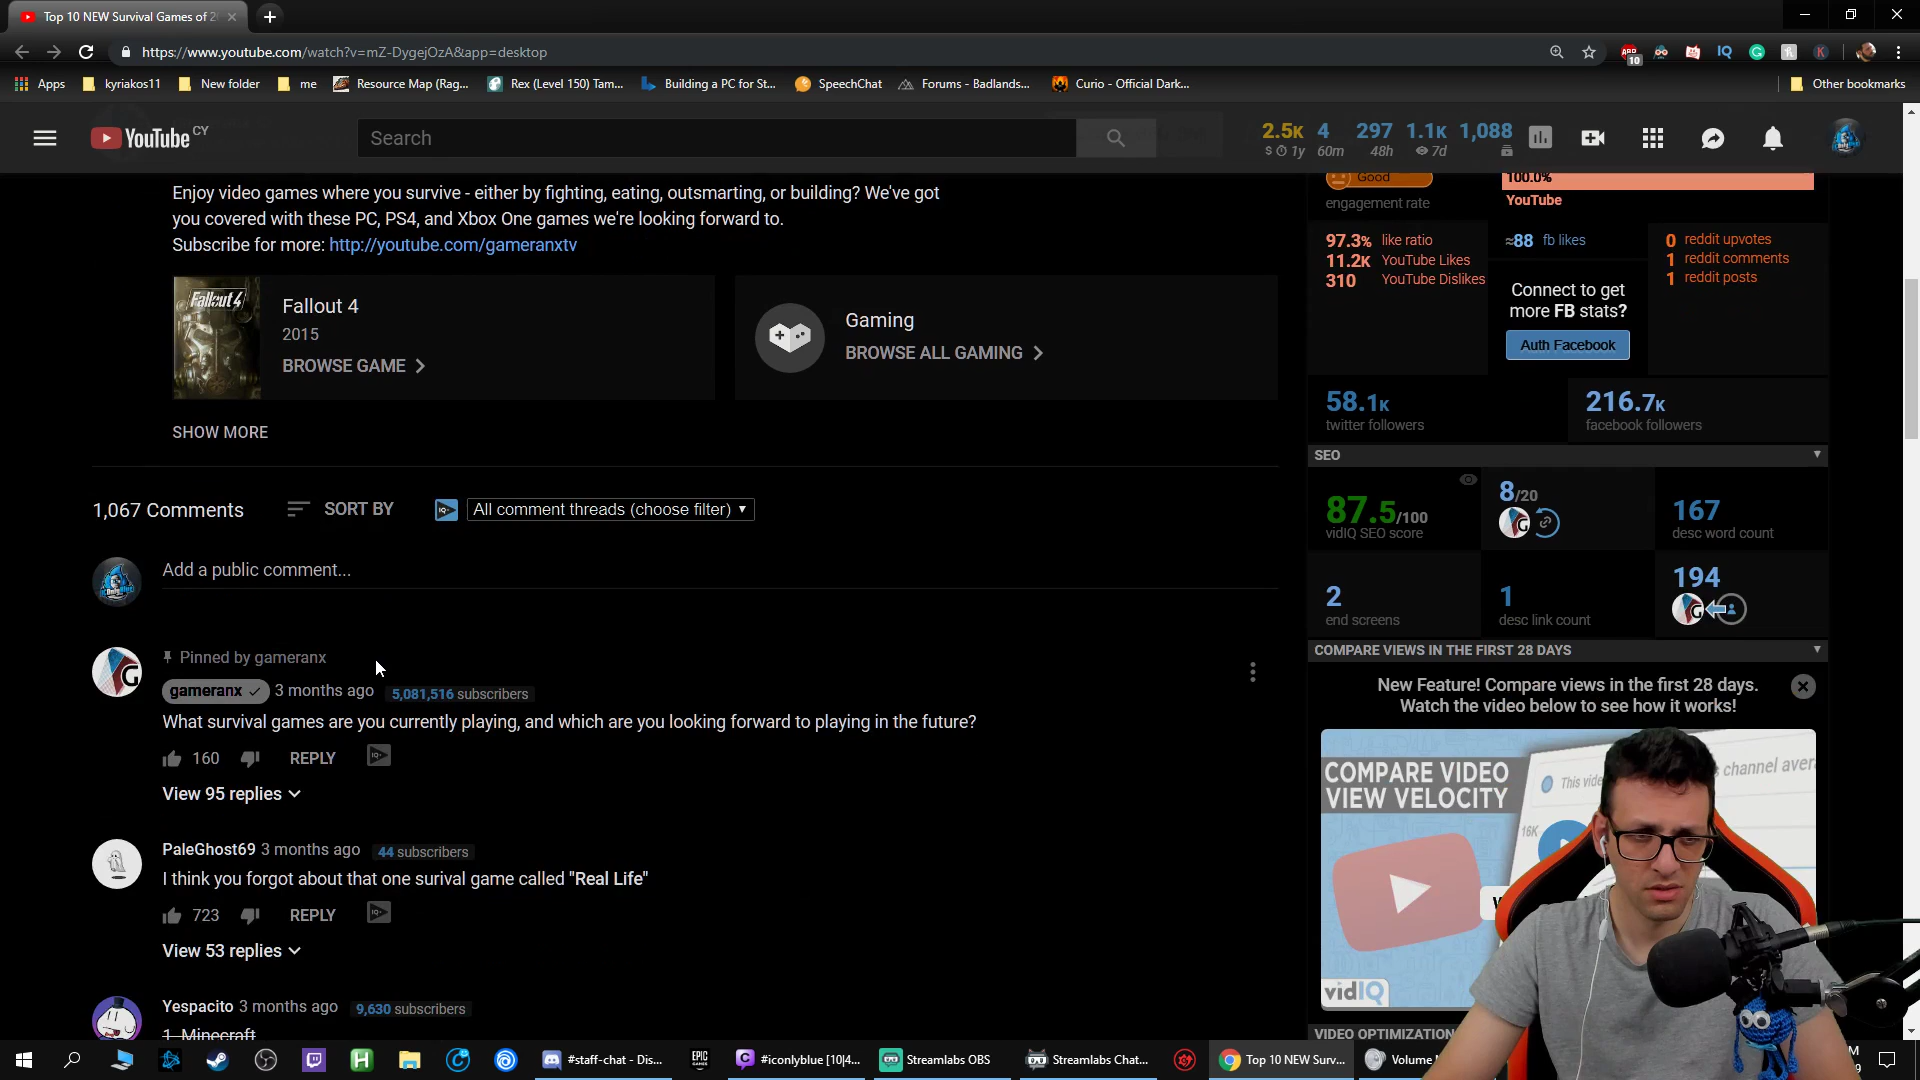 Top 10 NEW Survival Games of 2
https://www.youtube.com/watch?v=mZ-DygejOzA&app=desktop
10
IQ
K
Apps
kyriakos11
New folder
me
Resource Map (Rag...
Rex (Level 150) Tam...
Building a PC for St...
SpeechChat
Forums - Badlands...
Curio - Official Dark...
Other bookmarks
YouTube CY
Search
2.5K 4 297 1.1K 1,088
$ 1y 60m 48h 7d
Enjoy video games where you survive - either by fighting, eating, outsmarting, or building? We've got
you covered with these PC, PS4, and Xbox One games we're looking forward to.
Subscribe for more: http://youtube.com/gameranxtv
Fallout 4
Fallout 4
2015
BROWSE GAME
Gaming
BROWSE ALL GAMING
SHOW MORE
1,067 Comments
SORT BY
All comment threads (choose filter)
Add a public comment...
Pinned by gameranx
gameranx 3 months ago 5,081,516 subscribers
What survival games are you currently playing, and which are you looking forward to playing in the future?
160 REPLY
View 95 replies
PaleGhost69 3 months ago 44 subscribers
I think you forgot about that one surival game called "Real Life"
723 REPLY
View 53 replies
Yespacito 3 months ago 9,630 subscribers
1. Minecraft
Good
engagement rate
100.0%
YouTube
97.3% like ratio
11.2K YouTube Likes
310 YouTube Dislikes
≈88 fb likes
0 reddit upvotes
1 reddit comments
1 reddit posts
Connect to get
more FB stats?
Auth Facebook
58.1K
twitter followers
216.7K
facebook followers
SEO
87.5/100
vidIQ SEO score
8/20
167
desc word count
2
end screens
1
desc link count
194
COMPARE VIEWS IN THE FIRST 28 DAYS
New Feature! Compare views in the first 28 days.
Watch the video below to see how it works!
COMPARE VIDEO
VIEW VELOCITY
This vide
s channel avera
16K
vidIQ
VIDEO OPTIMIZATION
#staff-chat - Dis...
EPIC
GAMES
#iconlyblue [10|4...
Streamlabs OBS
Streamlabs Chat...
Top 10 NEW Surv...
Volume